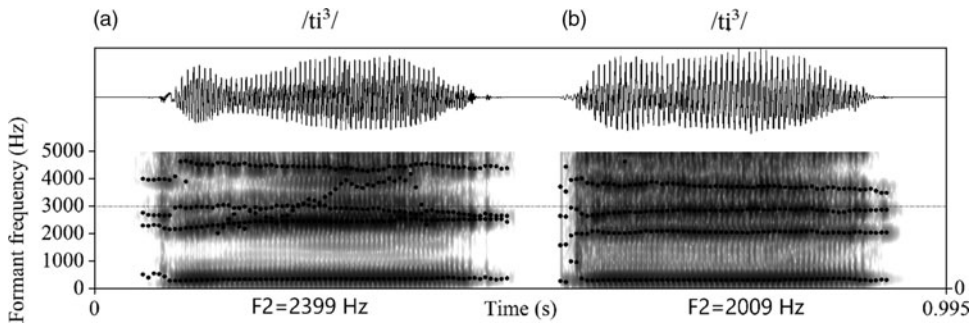 (a)
/ti³/
(b)
Formant frequency (Hz)
5000
4000
3000
2000
1000
0
0
0
F2=2399 Hz
Time (s)
F2=2009 Hz
0.995